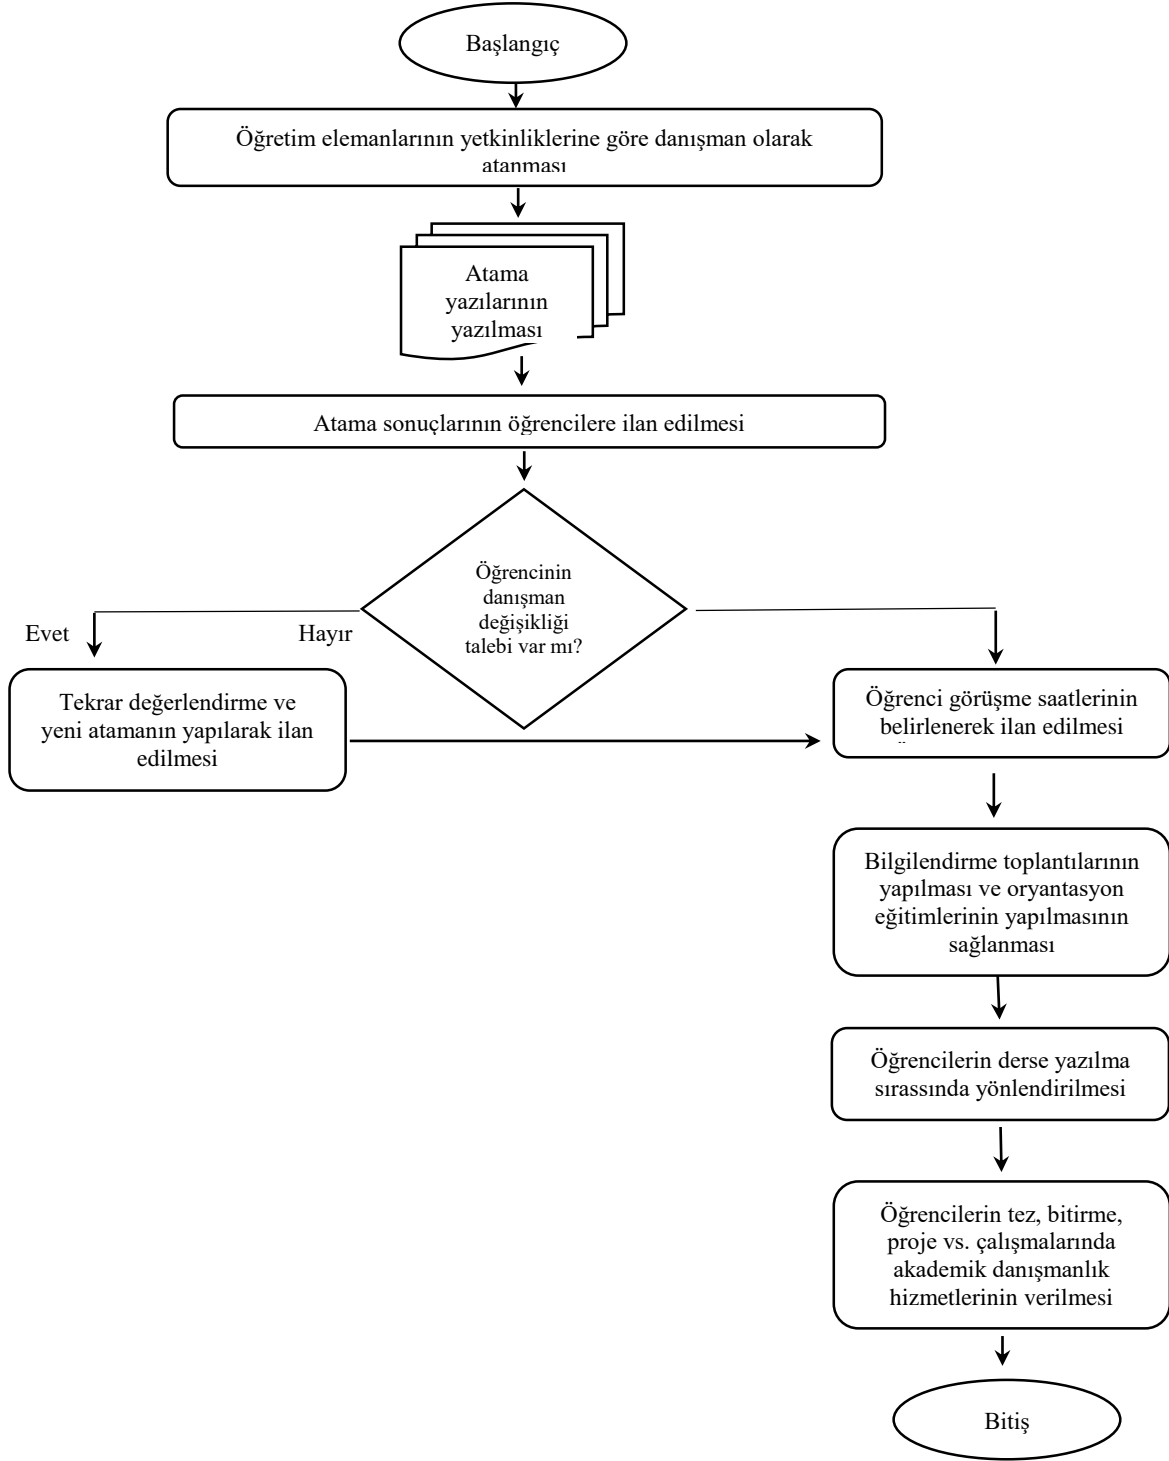 Başlangıç
Öğretim elemanlarının yetkinliklerine göre danışman olarak
atanması
Atama
yazılarının
yazılması
Atama sonuçlarının öğrencilere ilan edilmesi
Öğrencinin
danışman
değişikliği
talebi var mı?
Evet
Hayır
Tekrar değerlendirme ve
yeni atamanın yapılarak ilan
edilmesi
Öğrenci görüşme saatlerinin
belirlenerek ilan edilmesi
Bilgilendirme toplantılarının
yapılması ve oryantasyon
eğitimlerinin yapılmasının
sağlanması
Öğrencilerin derse yazılma
sırassında yönlendirilmesi
Öğrencilerin tez, bitirme,
proje vs. çalışmalarında
akademik danışmanlık
hizmetlerinin verilmesi
Bitiş